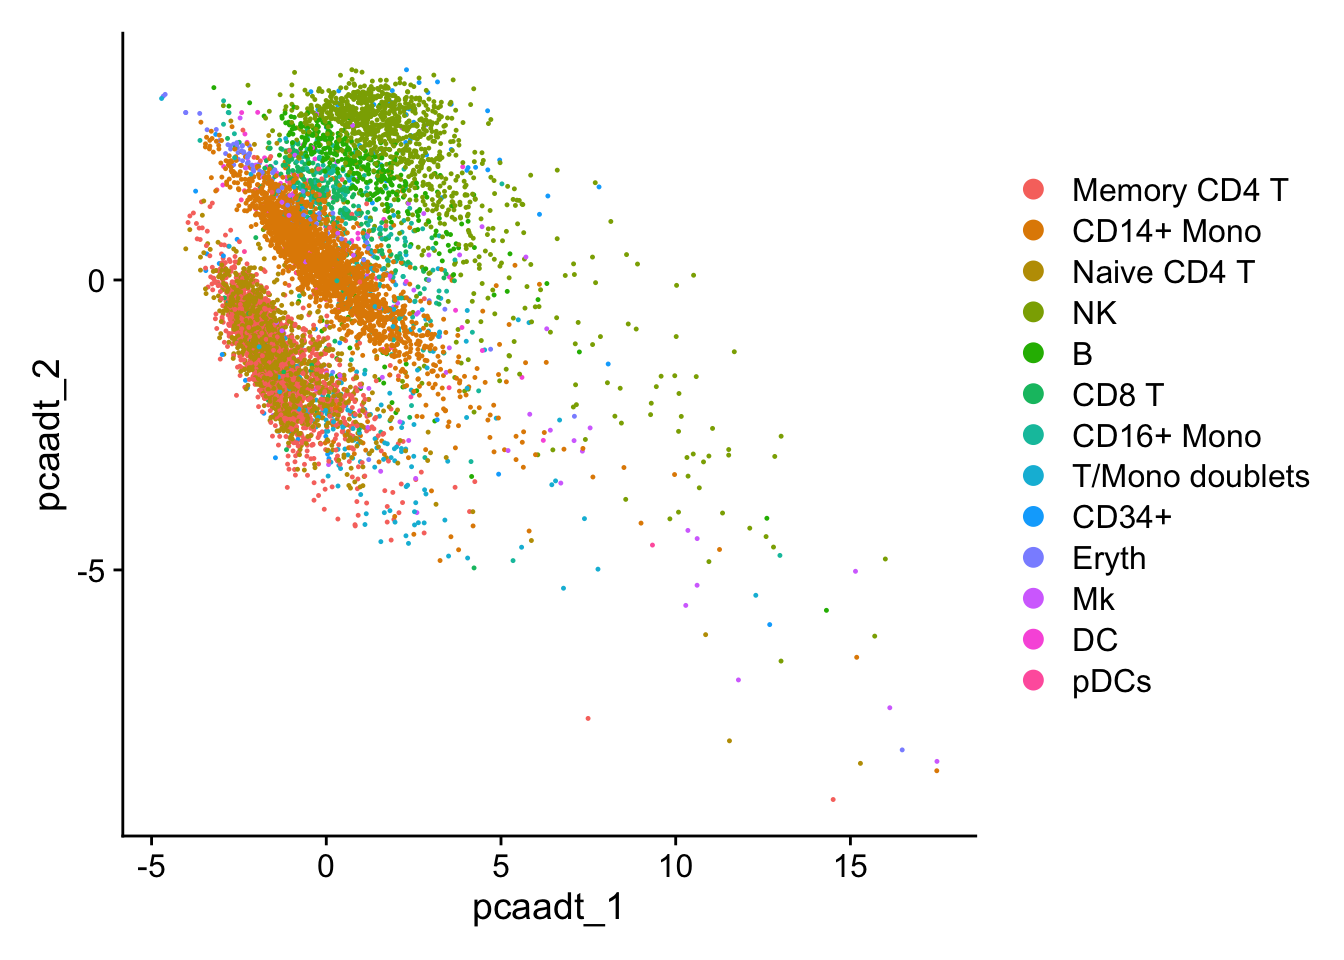 pcaadt_2
0
-5
-5
0
5
10
15
pcaadt_1
Memory CD4 T
CD14+ Mono
Naive CD4 T
NK
B
CD8 T
CD16+ Mono
T/Mono doublets
CD34+
Eryth
Mk
DC
pDCs